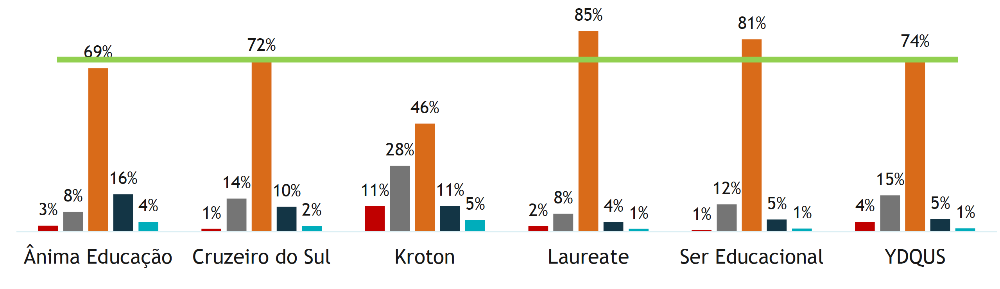 3% 8% 69% 16% 4%
1% 14% 72% 10% 2%
11% 28% 46% 11% 5%
2% 8% 85% 4% 1%
1% 12% 81% 5% 1%
4% 15% 74% 5% 1%
Ânima Educação Cruzeiro do Sul Kroton Laureate Ser Educacional YDQUS